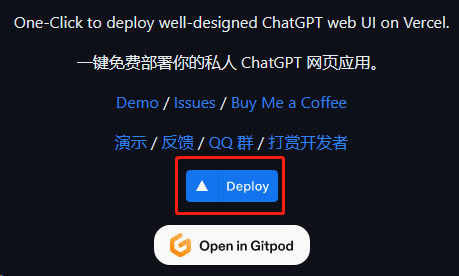 One-Click to deploy well-designed ChatGPT web UI on Vercel.
一键免费部署你的私人 ChatGPT 网页应用。
Demo / Issues / Buy Me a Coffee
演示 / 反馈 / QQ 群 / 打赏开发者
Deploy
Open in Gitpod